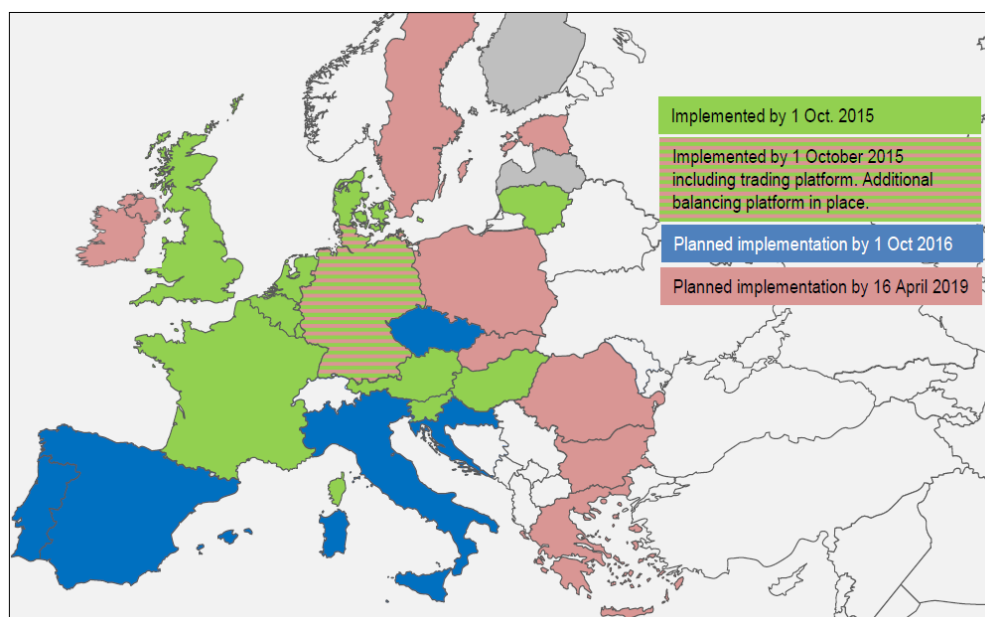 Implemented by 1 Oct. 2015
Implemented by 1 October 2015
including trading platform. Additional
balancing platform in place.
Planned implementation by 1 Oct 2016
Planned implementation by 16 April 2019